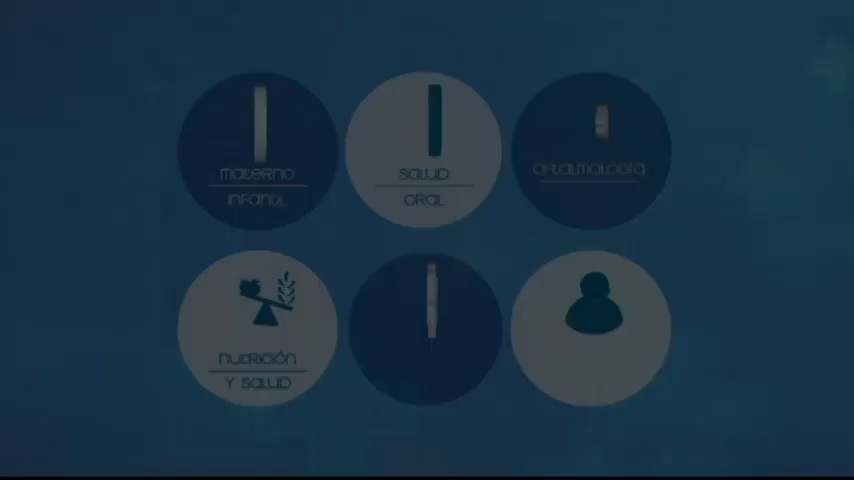 MATERNO
INFANTIL
SALUD
ORAL
OFTALMOLOGÍA
NUTRICIÓN
Y SALUD